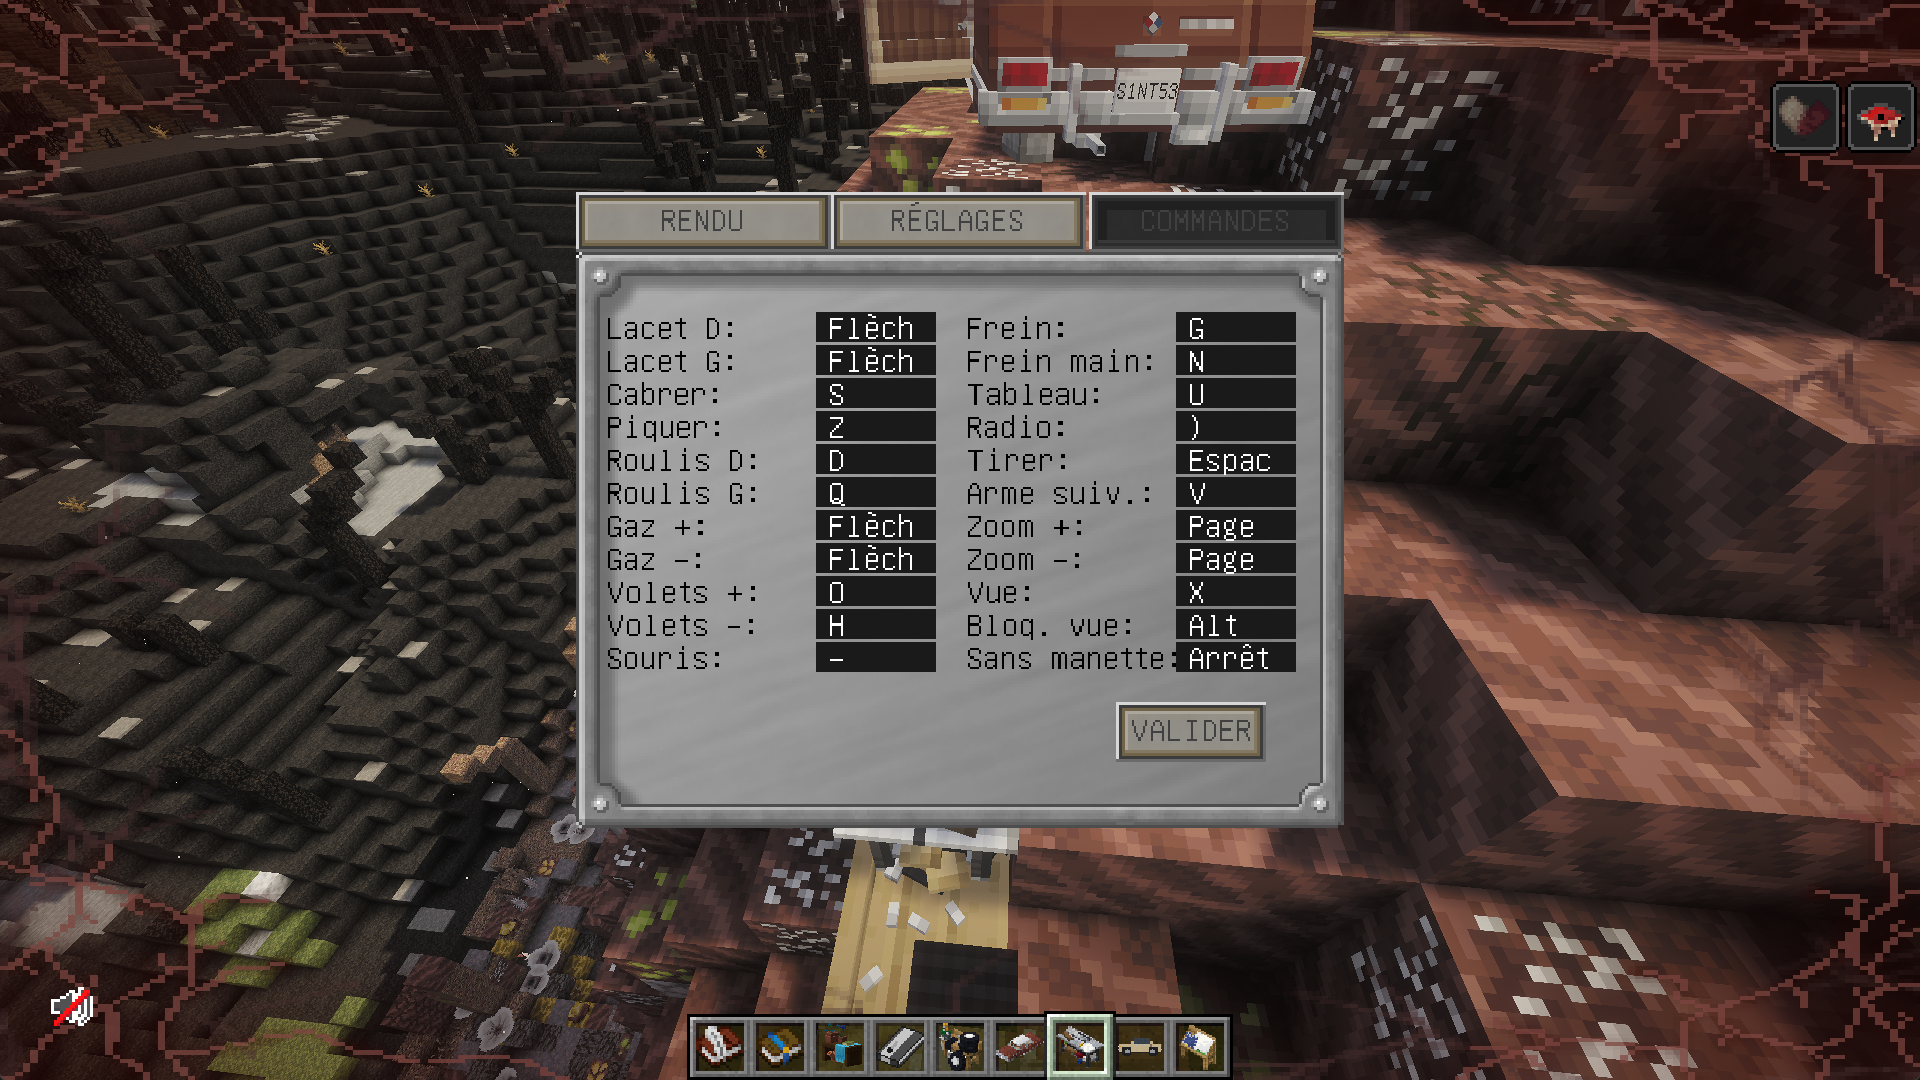 S1NT53
RENDU RÉGLAGES COMMANDES
Lacet D: Flèch Frein: G
Lacet G: Flèch Frein main: N
Cabrer: S Tableau: U
Piquer: Z Radio: )
Roulis D: D Tirer: Espac
Roulis G: Q Arme suiv.: V
Gaz +: Flèch Zoom +: Page
Gaz -: Flèch Zoom -: Page
Volets +: O Vue: X
Volets -: H Bloq. vue: Alt
Souris: - Sans manette: Arrêt
VALIDER